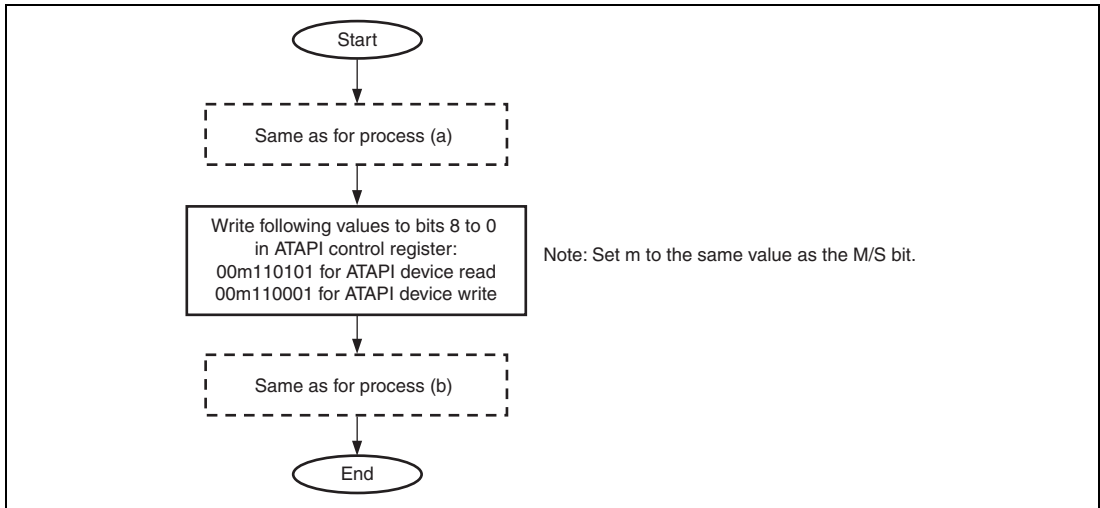 Start
Same as for process (a)
Write following values to bits 8 to 0
in ATAPI control register:
00m110101 for ATAPI device read
00m110001 for ATAPI device write
Note: Set m to the same value as the M/S bit.
Same as for process (b)
End